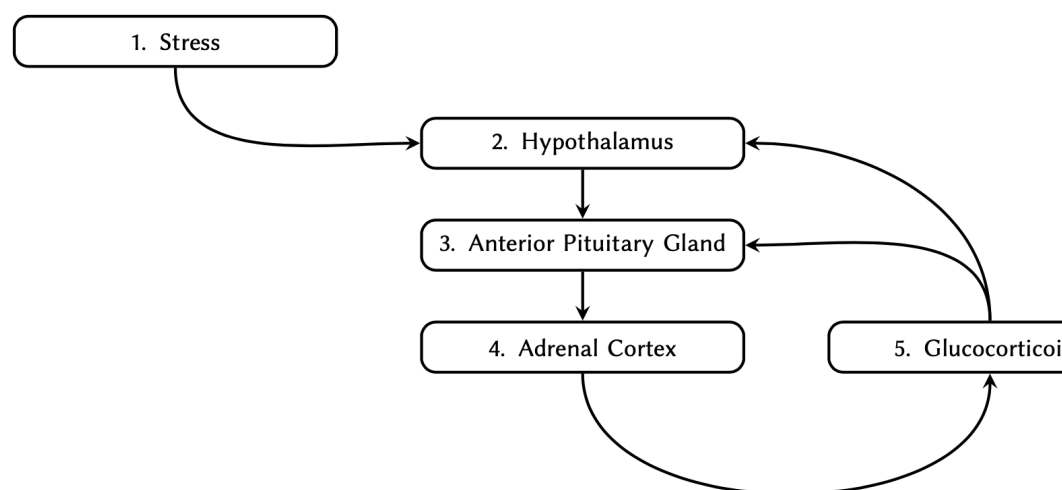 1. Stress
2. Hypothalamus
3. Anterior Pituitary Gland
4. Adrenal Cortex
5. Glucocorticoi